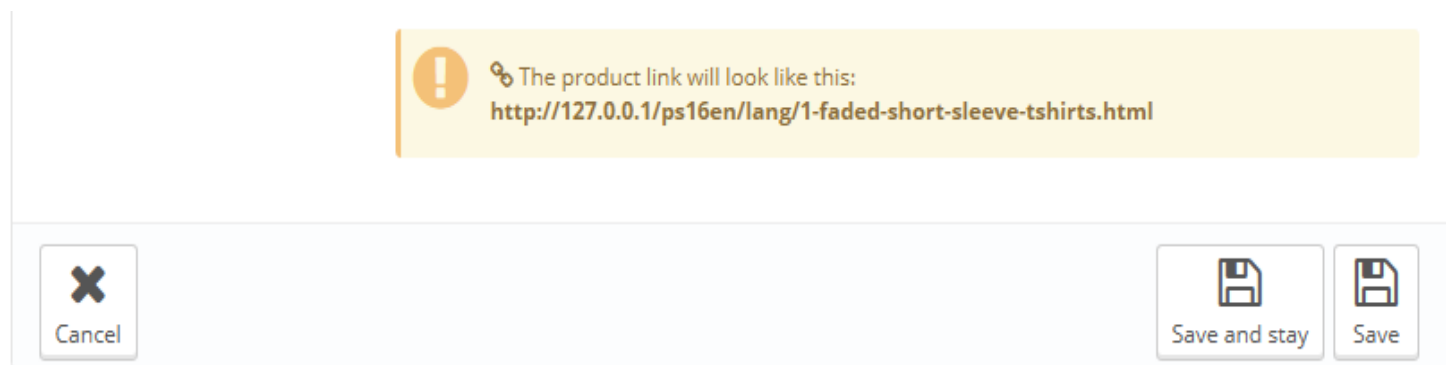 The product link will look like this:
http://127.0.0.1/ps16en/lang/1-faded-short-sleeve-tshirts.html
Cancel
Save and stay
Save